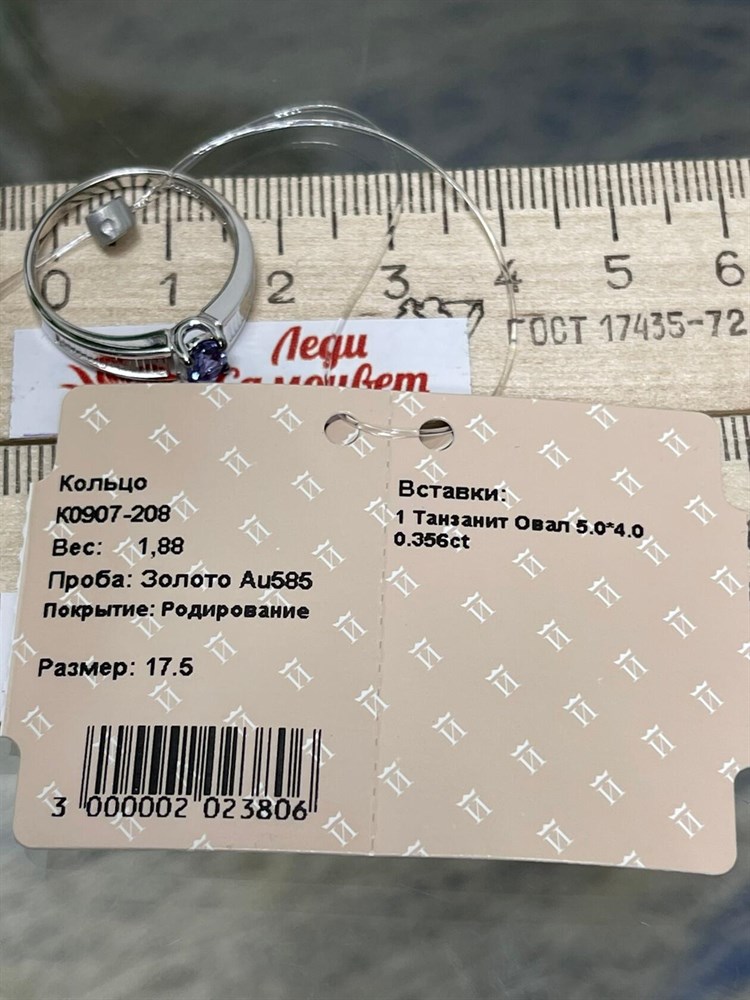 0 1 2 3 4 5 6
ГОСТ 17435-72
Леди
Самоцвет
Кольцо
К0907-208
Вес: 1,88
Проба: Золото Au585
Покрытие: Родирование
Размер: 17.5
3 000002 023806
Вставки:
1 Танзанит Овал 5.0*4.0
0.356ct